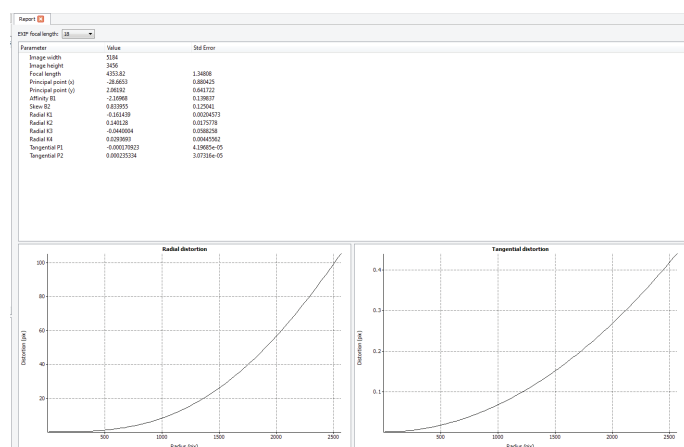 Report
EXIF focal length: 18
Parameter Value Std Error
Image width 5184
Image height 3456
Focal length 4353.82 1.34808
Principal point (x) -28.6653 0.880425
Principal point (y) 2.06192 0.641722
Affinity B1 -2.16968 0.139837
Skew B2 0.833955 0.125041
Radial K1 -0.161439 0.00204573
Radial K2 0.140128 0.0175778
Radial K3 -0.0440004 0.0588258
Radial K4 0.0293693 0.00445562
Tangential P1 -0.000170923 4.19685e-05
Tangential P2 0.000235334 3.07316e-05
Radial distortion
Distortion (pix)
100
80
60
40
20
500 1000 1500 2000 2500
Radius (pix)
Tangential distortion
Distortion (pix)
0.4
0.3
0.2
0.1
500 1000 1500 2000 2500
Radius (pix)